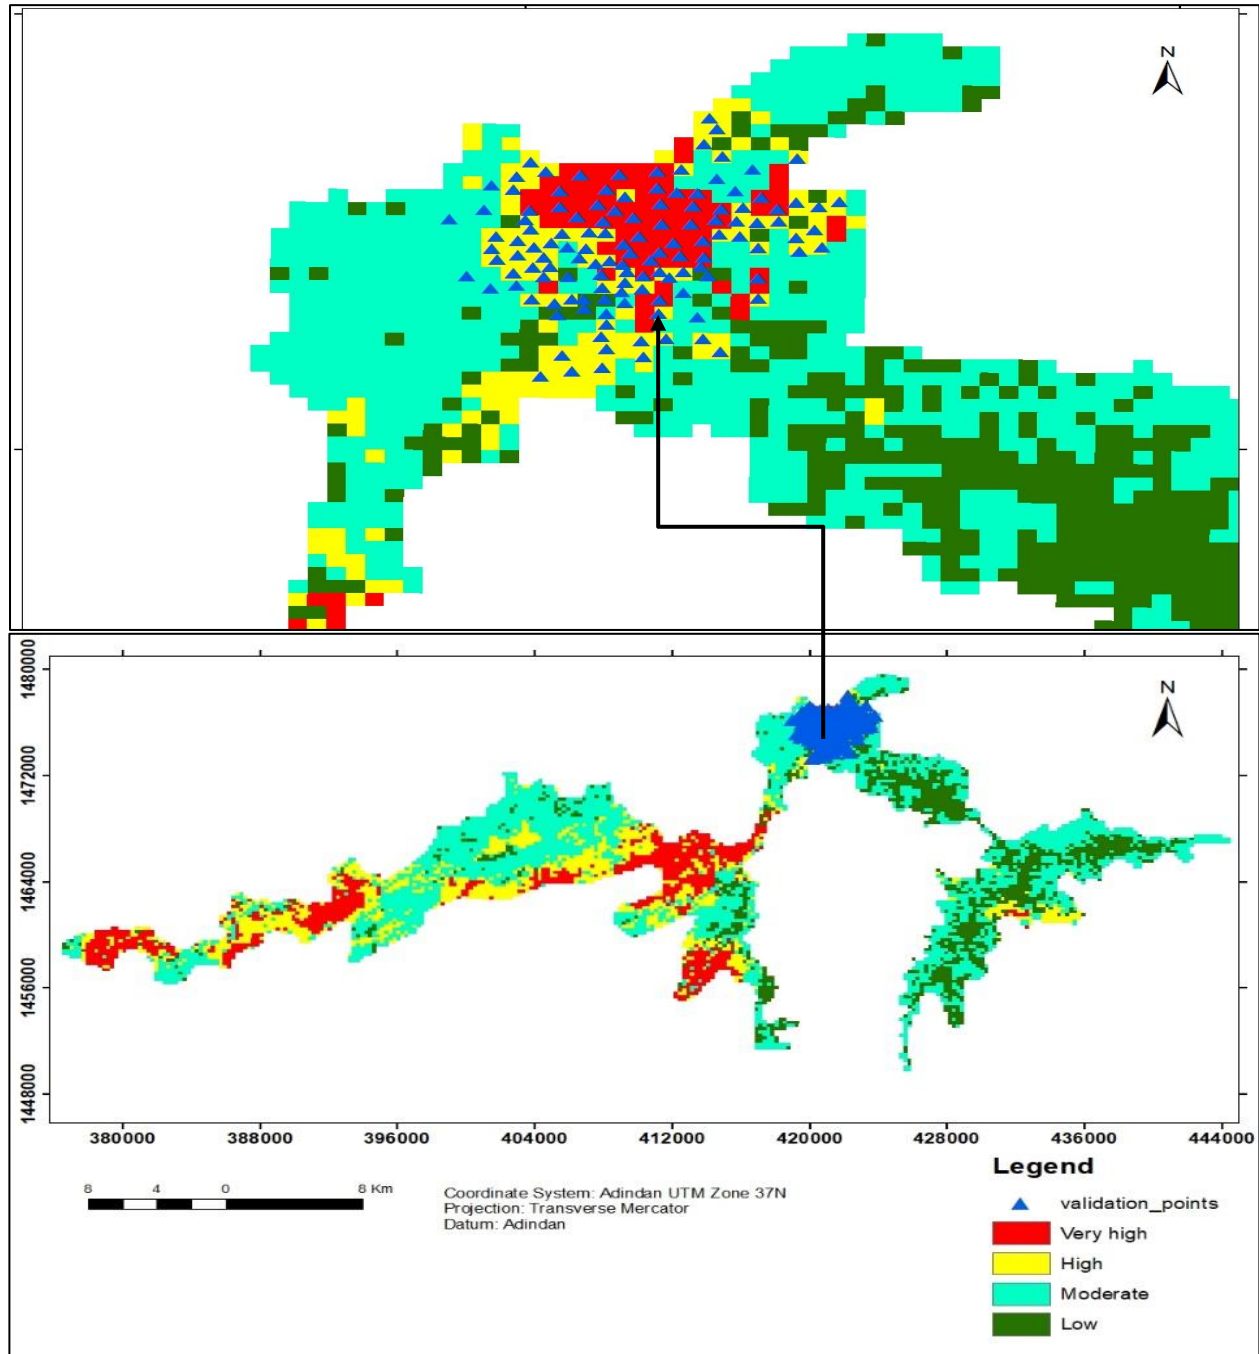 N
N
1480000
1472000
1464000
1456000
1448000
380000 388000 396000 404000 412000 420000 428000 436000 444000
8 4 0 8 Km
Coordinate System: Adindan UTM Zone 37N
Projection: Transverse Mercator
Datum: Adindan
Legend
validation_points
Very high
High
Moderate
Low